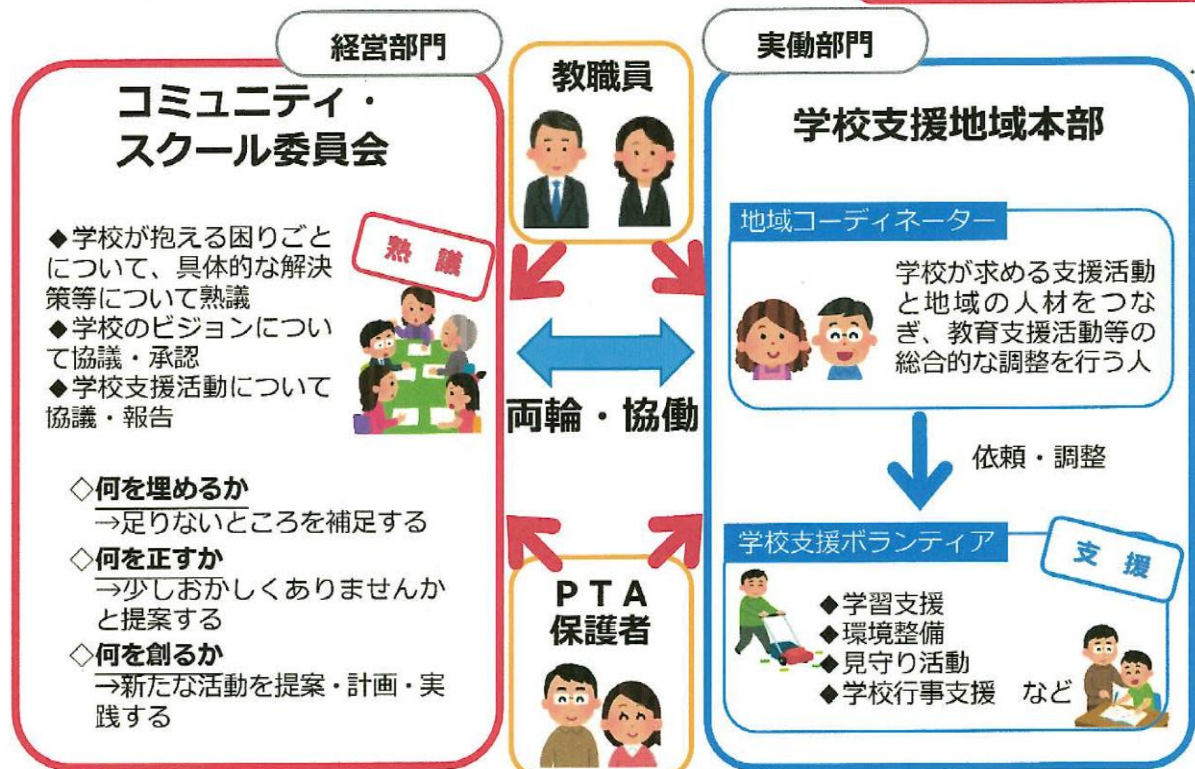 経営部門
コミュニティ・
スクール委員会
◆学校が抱える困りごと
について、具体的な解決
策等について熟議
◆学校のビジョンについ
て協議・承認
◆学校支援活動について
協議・報告
熟議
◇何を埋めるか
→足りないところを補足する
◇何を正すか
→少しおかしくありませんか
と提案する
◇何を創るか
→新たな活動を提案・計画・実
践する
教職員
両輪・協働
PTA
保護者
実働部門
学校支援地域本部
地域コーディネーター
学校が求める支援活動
と地域の人材をつな
ぎ、教育支援活動等の
総合的な調整を行う人
依頼・調整
学校支援ボランティア
支援
◆学習支援
◆環境整備
◆見守り活動
◆学校行事支援 など